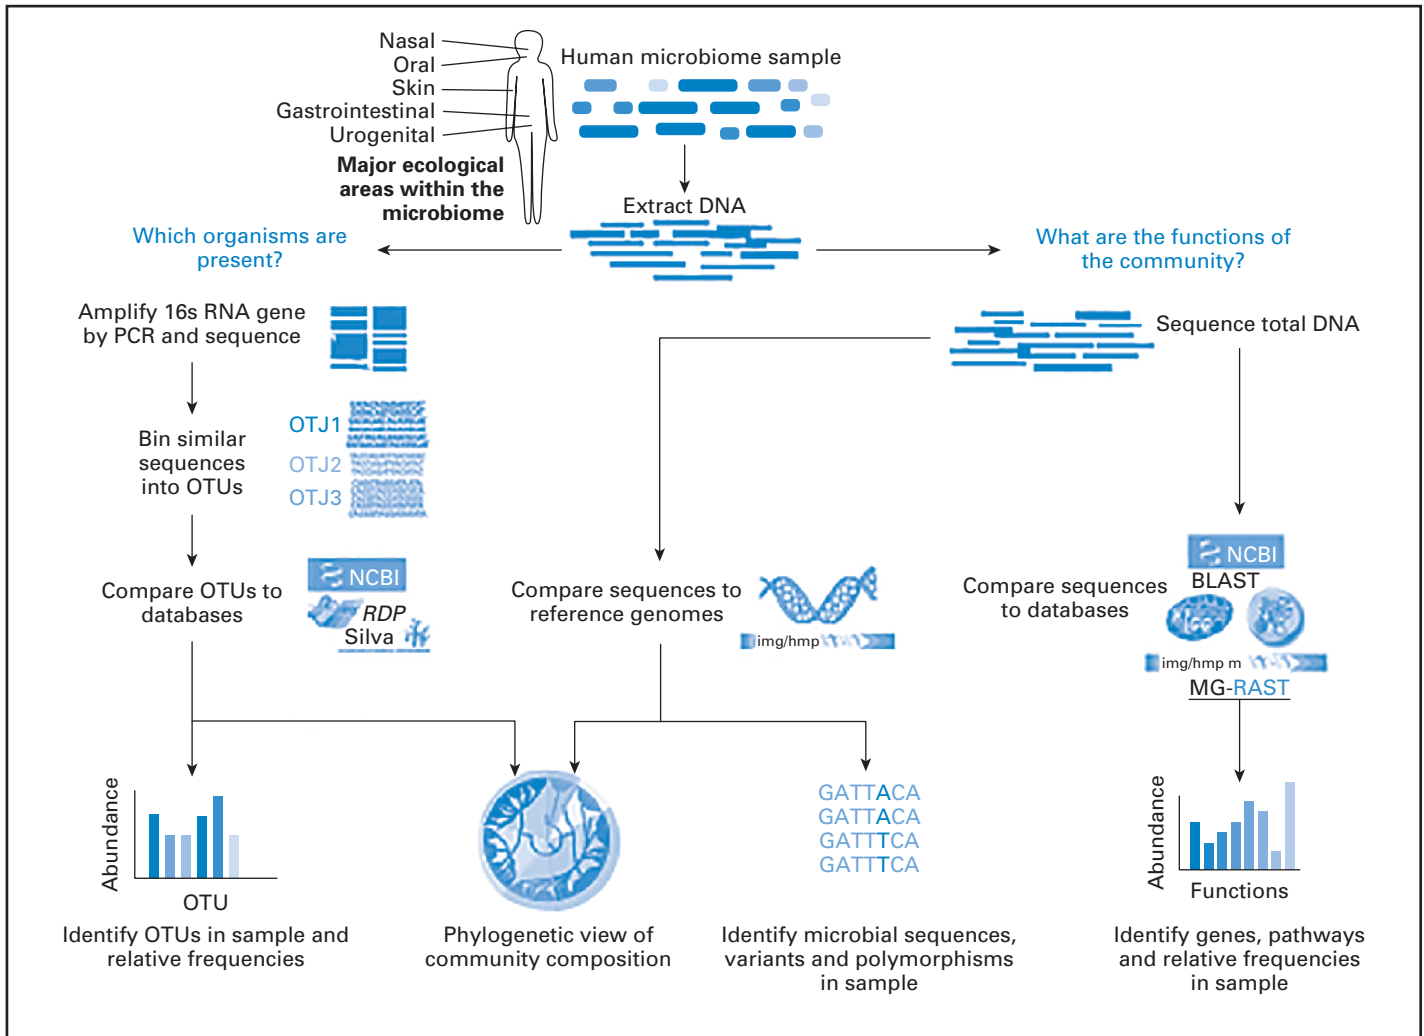 Nasal
Oral
Skin
Gastrointestinal
Urogenital
Major ecological
areas within the
microbiome
Human microbiome sample
Extract DNA
Which organisms are
present?
What are the functions of
the community?
Amplify 16s RNA gene
by PCR and sequence
Sequence total DNA
Bin similar
sequences
into OTUs
OTJ1
OTJ2
OTJ3
Compare OTUs to
databases
NCBI
RDP
Silva
Compare sequences to
reference genomes
img/hmp
Compare sequences
to databases
NCBI
BLAST
img/hmp m
MG-RAST
Abundance
OTU
Identify OTUs in sample and
relative frequencies
Phylogenetic view of
community composition
GATTACA
GATTACA
GATTTCA
GATTTCA
Identify microbial sequences,
variants and polymorphisms
in sample
Abundance
Functions
Identify genes, pathways
and relative frequencies
in sample